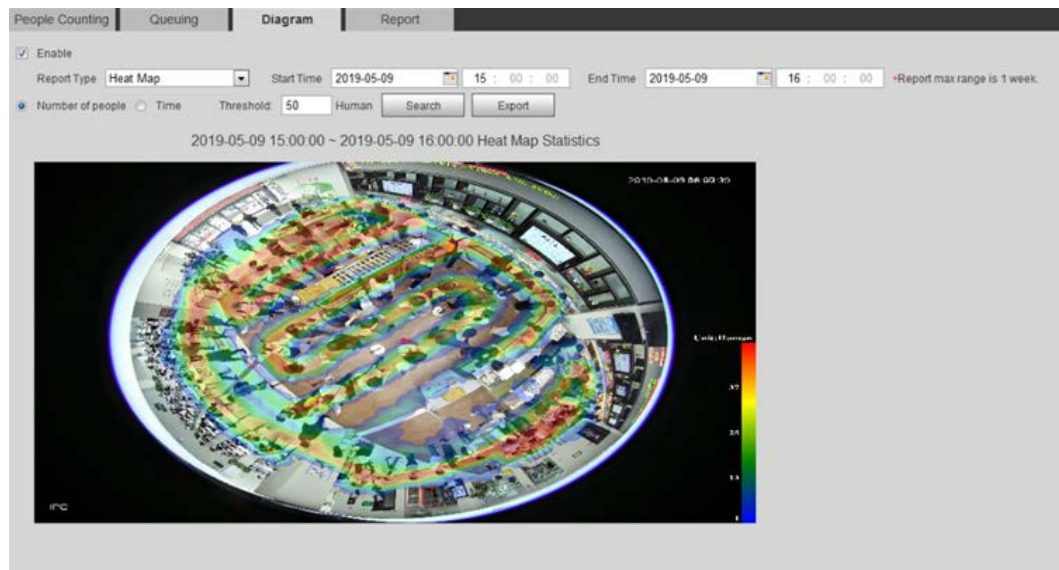 People Counting Queuing Diagram Report
Enable
Report Type Heat Map Start Time 2019-05-09 15 : 00 : 00 End Time 2019-05-09 16 : 00 : 00 *Report max range is 1 week.
Number of people Time Threshold: 50 Human Search Export
2019-05-09 15:00:00 ~ 2019-05-09 16:00:00 Heat Map Statistics
Unit:Human
IPC